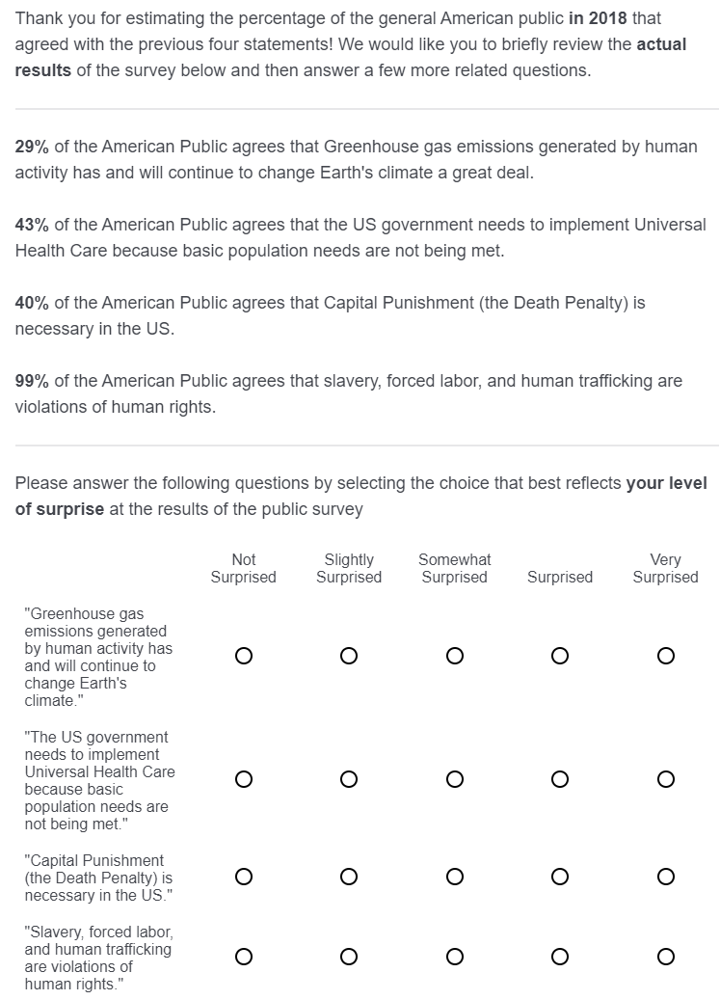 Thank you for estimating the percentage of the general American public in 2018 that
agreed with the previous four statements! We would like you to briefly review the actual
results of the survey below and then answer a few more related questions.
29% of the American Public agrees that Greenhouse gas emissions generated by human
activity has and will continue to change Earth's climate a great deal.
43% of the American Public agrees that the US government needs to implement Universal
Health Care because basic population needs are not being met.
40% of the American Public agrees that Capital Punishment (the Death Penalty) is
necessary in the US.
99% of the American Public agrees that slavery, forced labor, and human trafficking are
violations of human rights.
Please answer the following questions by selecting the choice that best reflects your level
of surprise at the results of the public survey
Not Slightly Somewhat Very
Surprised Surprised Surprised Surprised Surprised
"Greenhouse gas
emissions generated
by human activity has
and will continue to
change Earth's
climate."
"The US government
needs to implement
Universal Health Care
because basic
population needs are
not being met."
"Capital Punishment
(the Death Penalty) is
necessary in the US."
"Slavery, forced labor,
and human trafficking
are violations of
human rights."